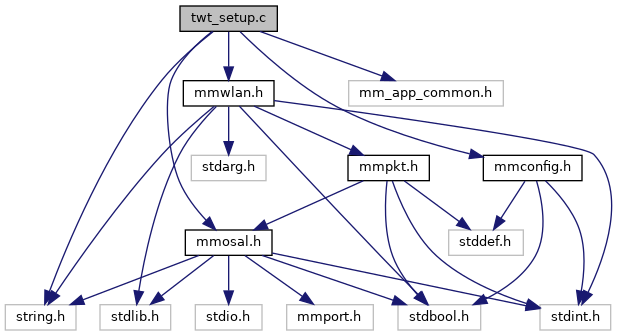 twt_setup.c
mmwlan.h
mm_app_common.h
stdarg.h
mmpkt.h
mmconfig.h
mmosal.h
stddef.h
string.h
stdlib.h
stdio.h
mmport.h
stdbool.h
stdint.h